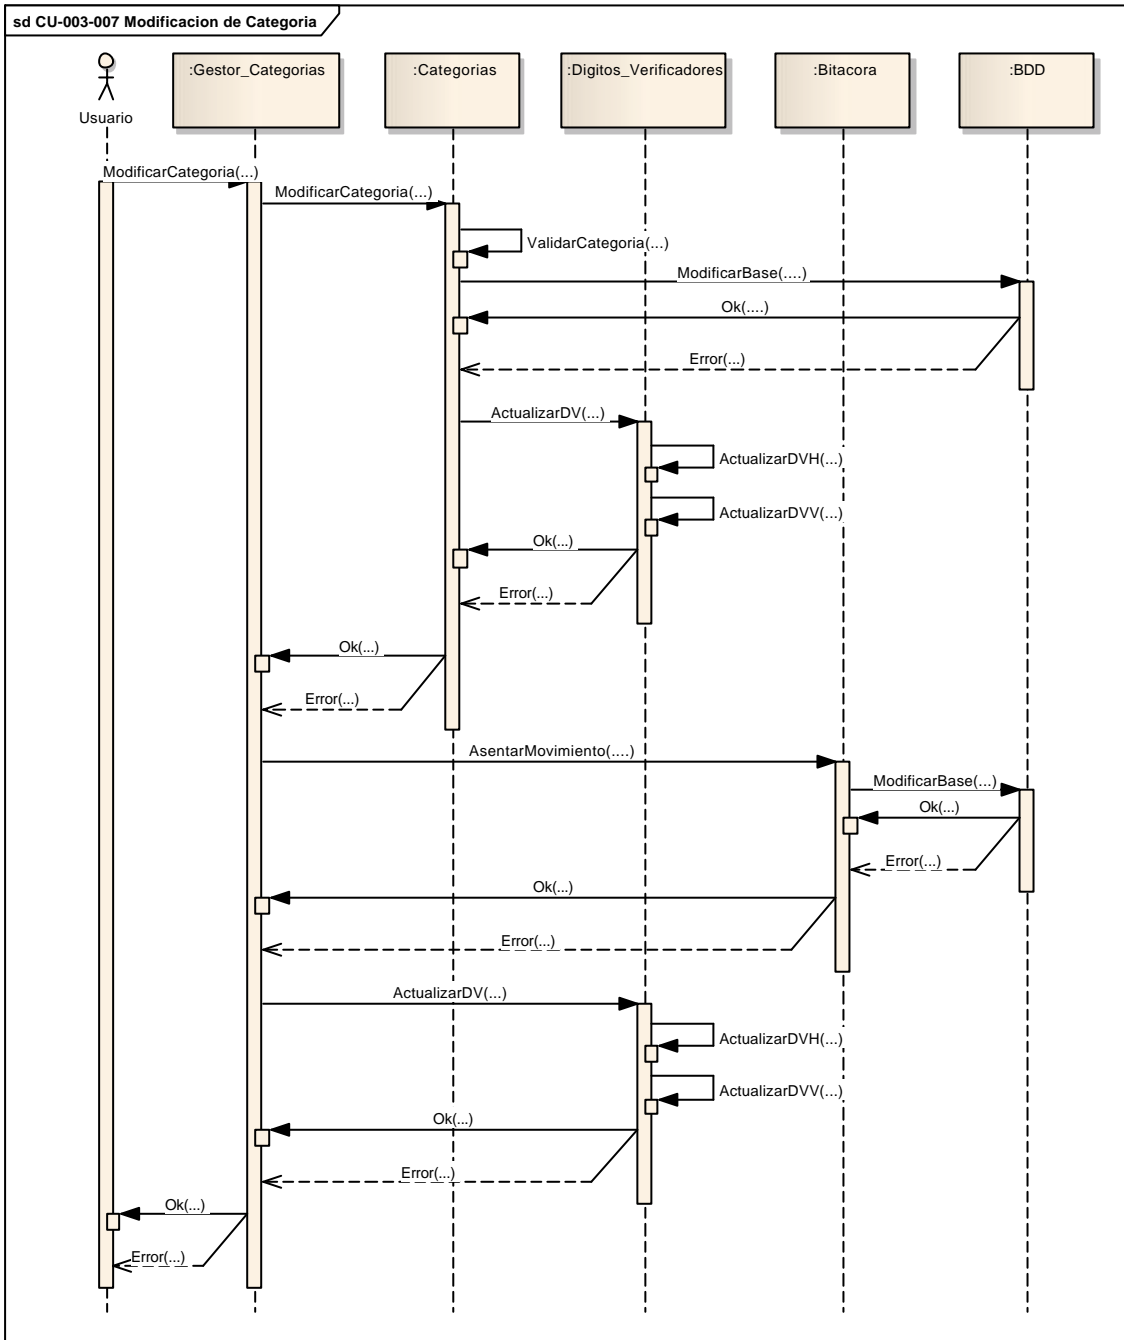 sd CU-003-007 Modificacion de Categoria
:Gestor_Categorias
:Categorias
:Digitos_Verificadores
:Bitacora
:BDD
Usuario
ModificarCategoria(...)
ModificarCategoria(...)
ValidarCategoria(...)
ModificarBase(....)
Ok(....)
Error(...)
ActualizarDV(...)
ActualizarDVH(...)
ActualizarDVV(...)
Ok(...)
Error(...)
Ok(...)
Error(...)
AsentarMovimiento(....)
ModificarBase(...)
Ok(...)
Error(...)
Ok(...)
Error(...)
ActualizarDV(...)
ActualizarDVH(...)
ActualizarDVV(...)
Ok(...)
Error(...)
Ok(...)
Error(...)